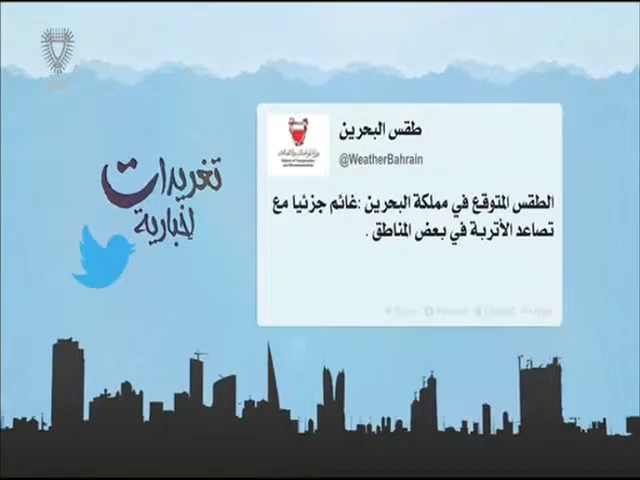 تغريدات
إخبارية
طقس البحرين
@WeatherBahrain
الطقس المتوقع في مملكة البحرين :غائم جزئيا مع
تصاعد الأتربة في بعض المناطق .